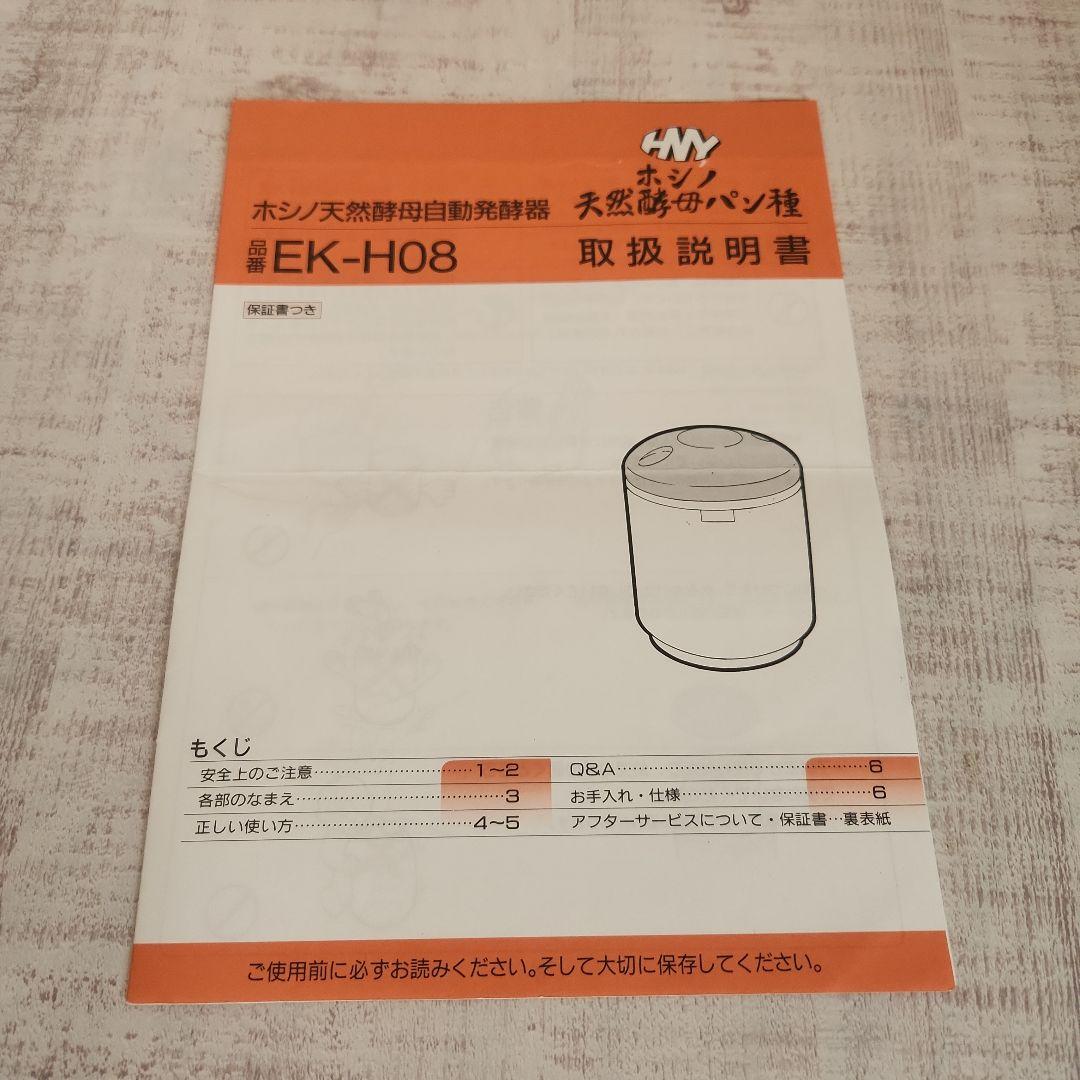 HNY
ホシノ
天然酵母パン種
ホシノ天然酵母自動発酵器
品番 EK-H08
取扱説明書
保証書つき
もくじ
安全上のご注意……………………1~2
各部のなまえ……………………………3
正しい使い方………………………4~5
Q&A……………………………………6
お手入れ・仕様…………………………6
アフターサービスについて・保証書…裏表紙
ご使用前に必ずお読みください。そして大切に保存してください。